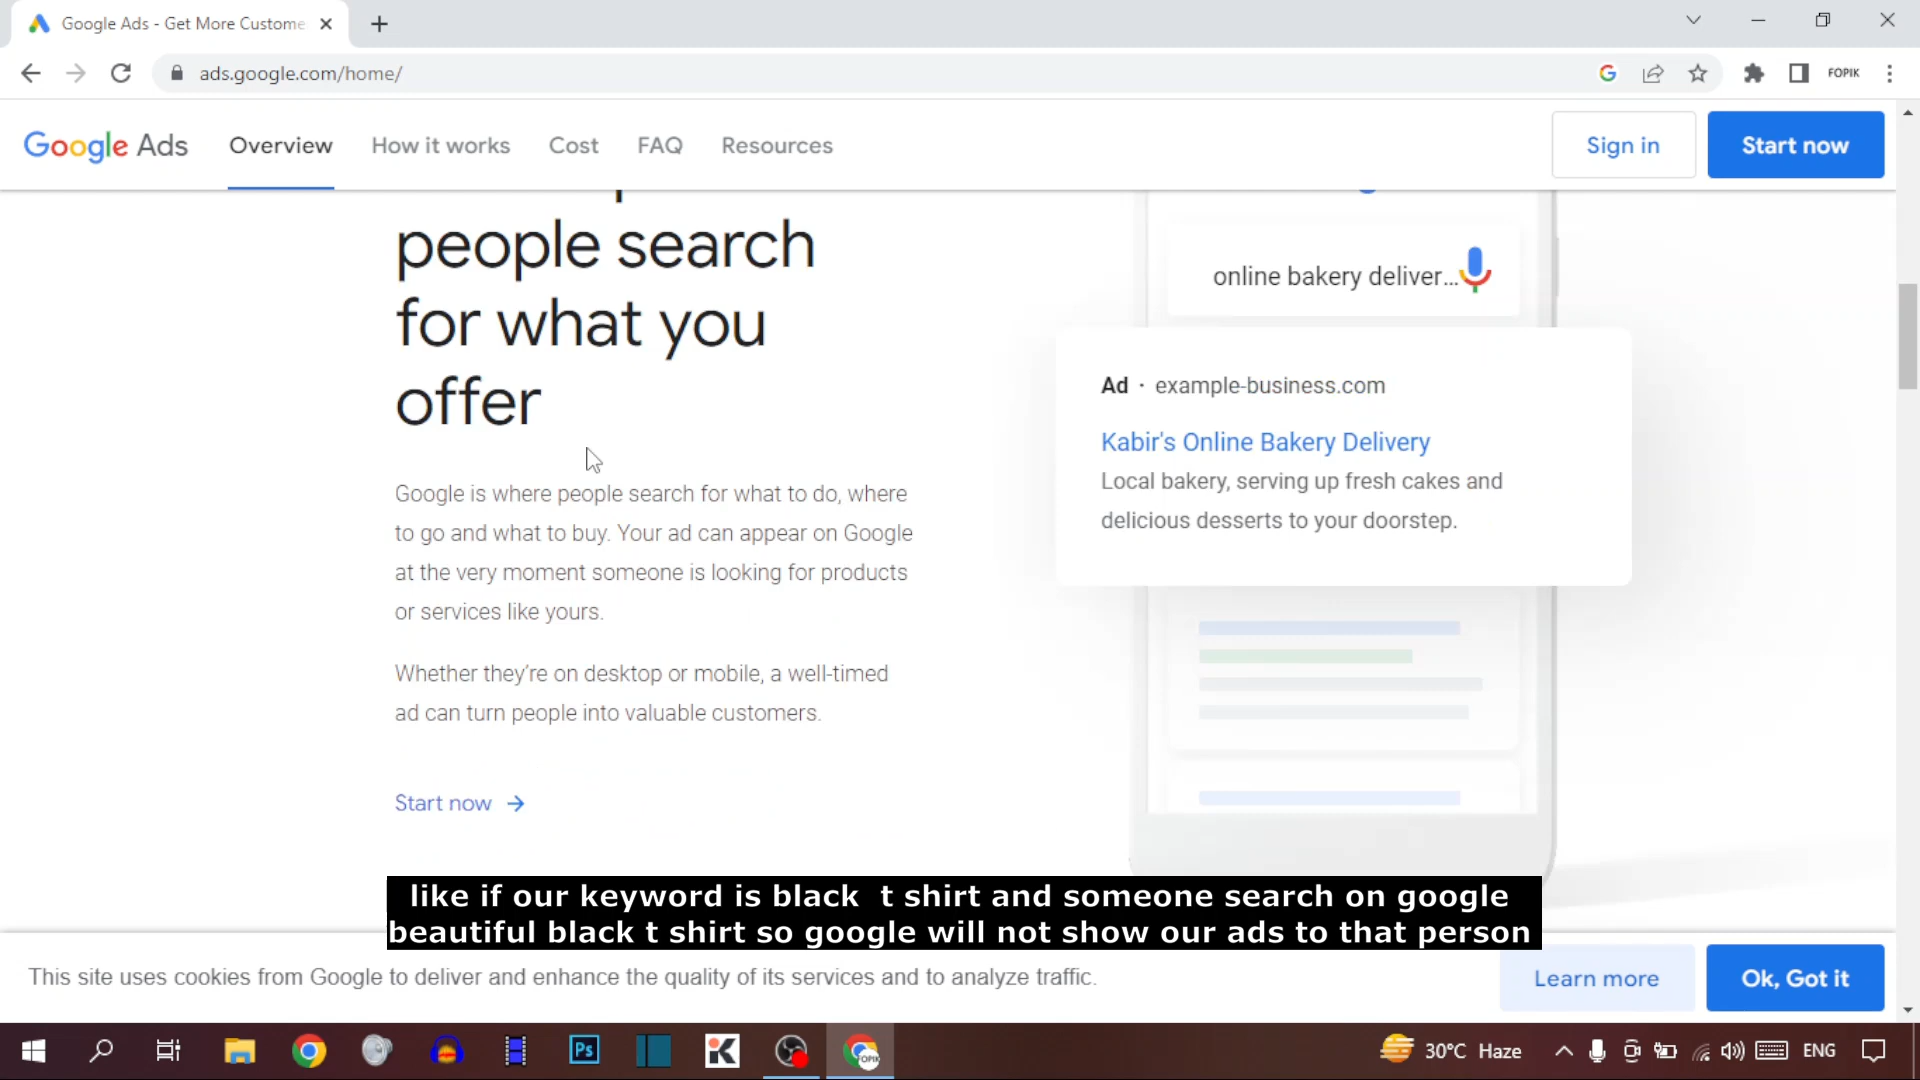 Google Ads - Get More Custome
ads.google.com/home/
FOPIK
Google Ads
Overview
How it works
Cost
FAQ
Resources
Sign in
Start now
people search
for what you
offer
Google is where people search for what to do, where
to go and what to buy. Your ad can appear on Google
at the very moment someone is looking for products
or services like yours.
Whether they’re on desktop or mobile, a well-timed
ad can turn people into valuable customers.
Start now →
online bakery deliver...
Ad · example-business.com
Kabir's Online Bakery Delivery
Local bakery, serving up fresh cakes and
delicious desserts to your doorstep.
like if our keyword is black t shirt and someone search on google
beautiful black t shirt so google will not show our ads to that person
This site uses cookies from Google to deliver and enhance the quality of its services and to analyze traffic.
Learn more
Ok, Got it
Ps
OPIK
30°C Haze
ENG